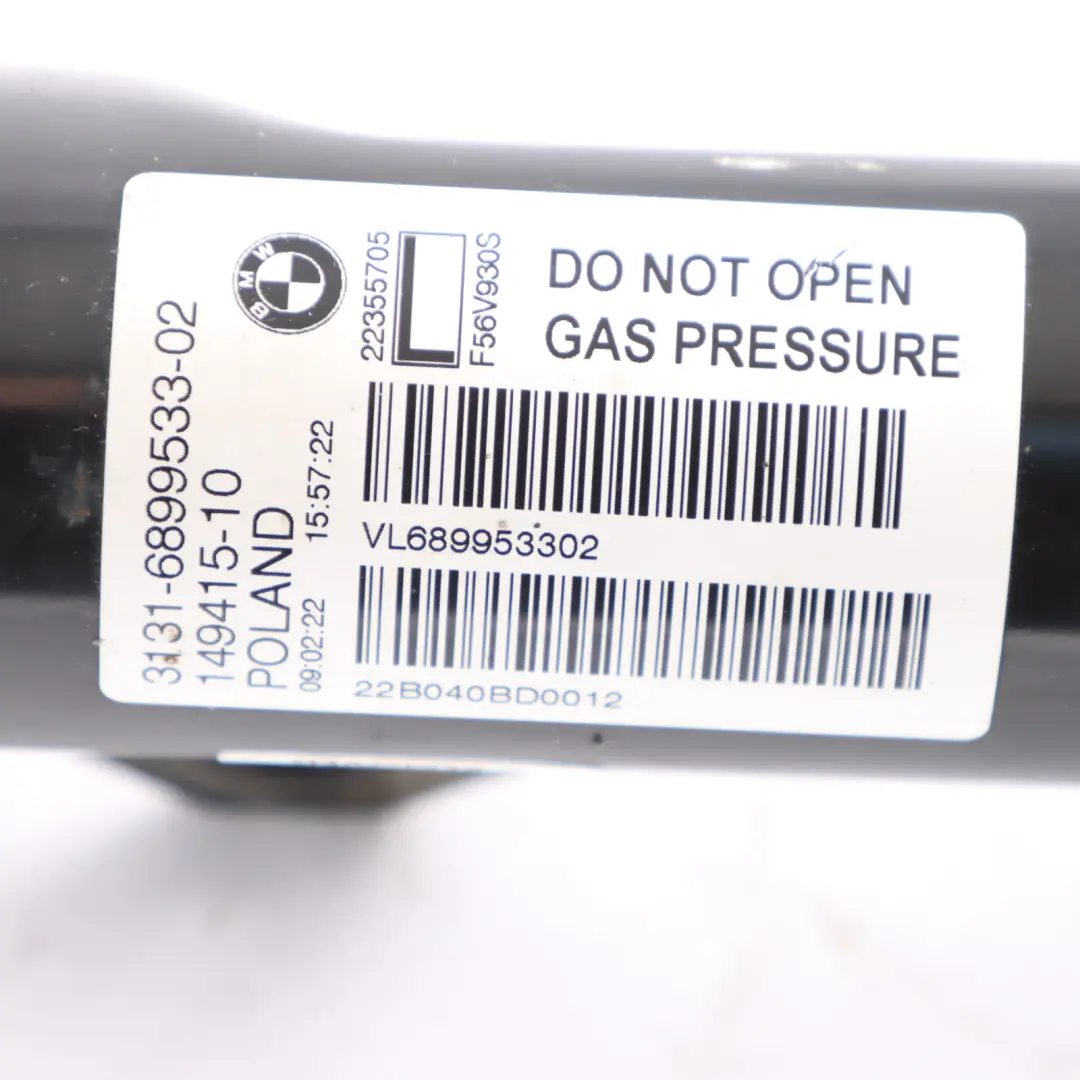 DO NOT OPEN
GAS PRESSURE
BMW
22355705
F56V930S
3131-6899533-02
149415-10
POLAND
09:02:22 15:57:22
VL689953302
22B040BD0012